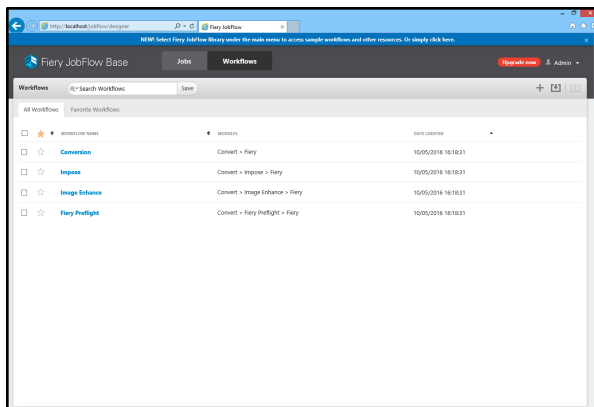 http://localhost/jobflow/designer
Fiery JobFlow
NEW! Select Fiery JobFlow library under the main menu to access sample workflows and other resources. Or simply click here.
Fiery JobFlow Base Jobs Workflows Upgrade now Admin
Workflows Search Workflows Save
All Workflows Favorite Workflows
WORKFLOW NAME MODULES DATE CREATED
Conversion Convert > Fiery 10/05/2016 16:18:31
Impose Convert > Impose > Fiery 10/05/2016 16:18:31
Image Enhance Convert > Image Enhance > Fiery 10/05/2016 16:18:31
Fiery Preflight Convert > Fiery Preflight > Fiery 10/05/2016 16:18:31